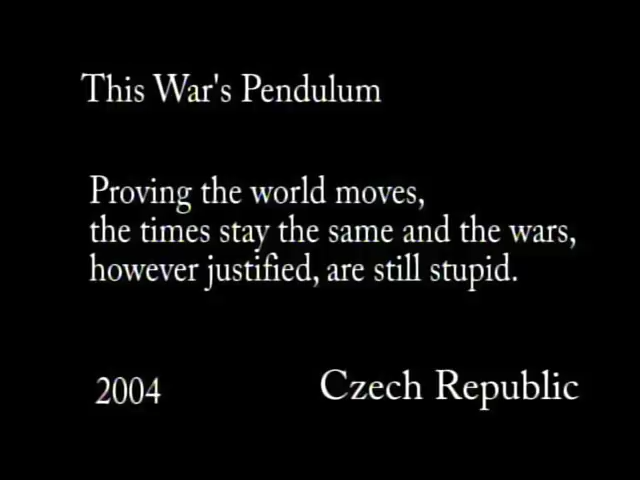 This War's Pendulum
Proving the world moves,
the times stay the same and the wars,
however justified, are still stupid.
2004 Czech Republic